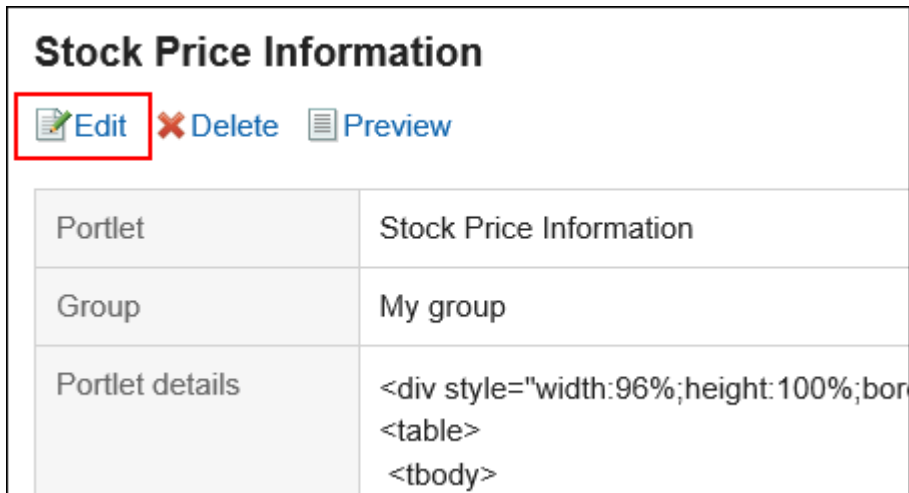 Stock Price Information
Edit Delete Preview
Portlet Stock Price Information
Group My group
Portlet details <div style="width:96%;height:100%;bor
<table>
<tbody>